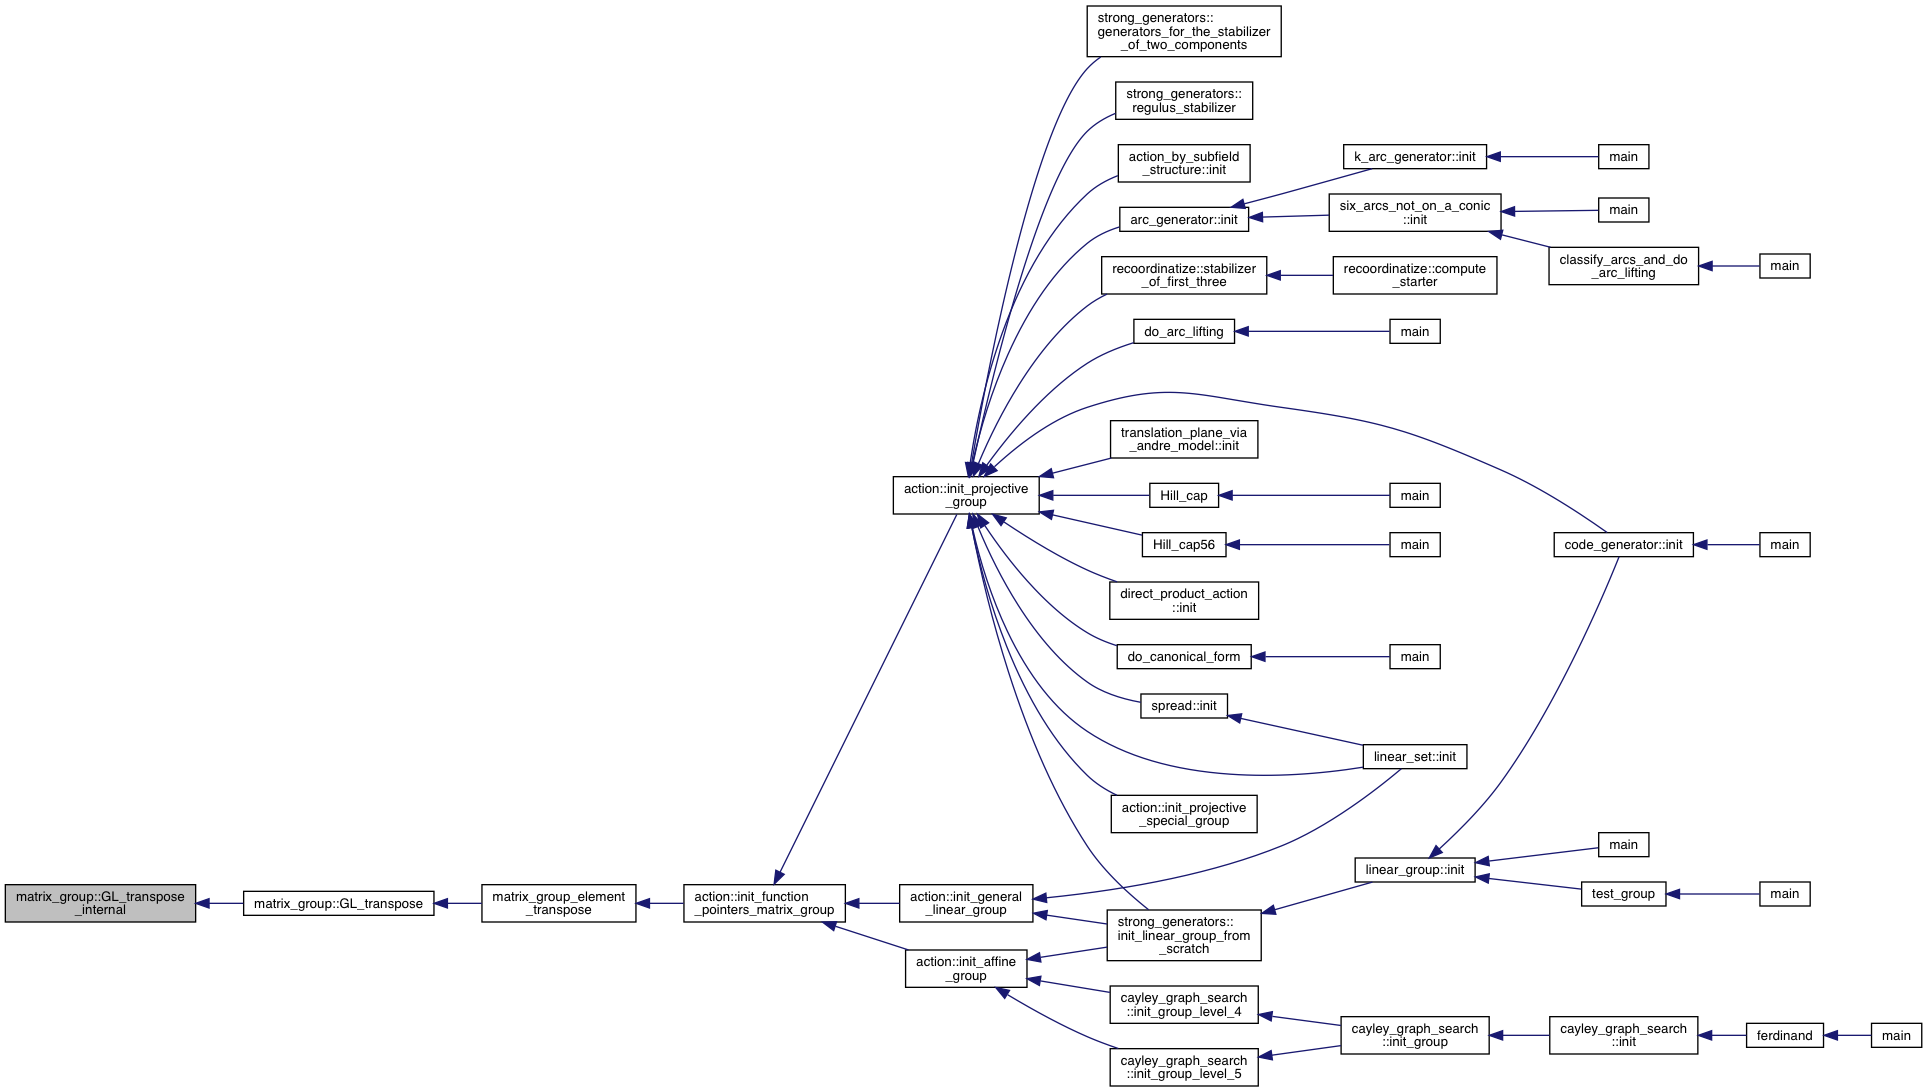 strong_generators::
generators_for_the_stabilizer
_of_two_components
strong_generators::
regulus_stabilizer
action_by_subfield
_structure::init
k_arc_generator::init
main
arc_generator::init
six_arcs_not_on_a_conic
::init
main
classify_arcs_and_do
_arc_lifting
main
recoordinatize::stabilizer
_of_first_three
recoordinatize::compute
_starter
do_arc_lifting
main
translation_plane_via
_andre_model::init
action::init_projective
_group
Hill_cap
main
Hill_cap56
main
code_generator::init
main
direct_product_action
::init
do_canonical_form
main
spread::init
linear_set::init
action::init_projective
_special_group
main
linear_group::init
test_group
main
matrix_group::GL_transpose
_internal
matrix_group::GL_transpose
matrix_group_element
_transpose
action::init_function
_pointers_matrix_group
action::init_general
_linear_group
strong_generators::
init_linear_group_from
_scratch
action::init_affine
_group
cayley_graph_search
::init_group_level_4
cayley_graph_search
::init_group
cayley_graph_search
::init
ferdinand
main
cayley_graph_search
::init_group_level_5